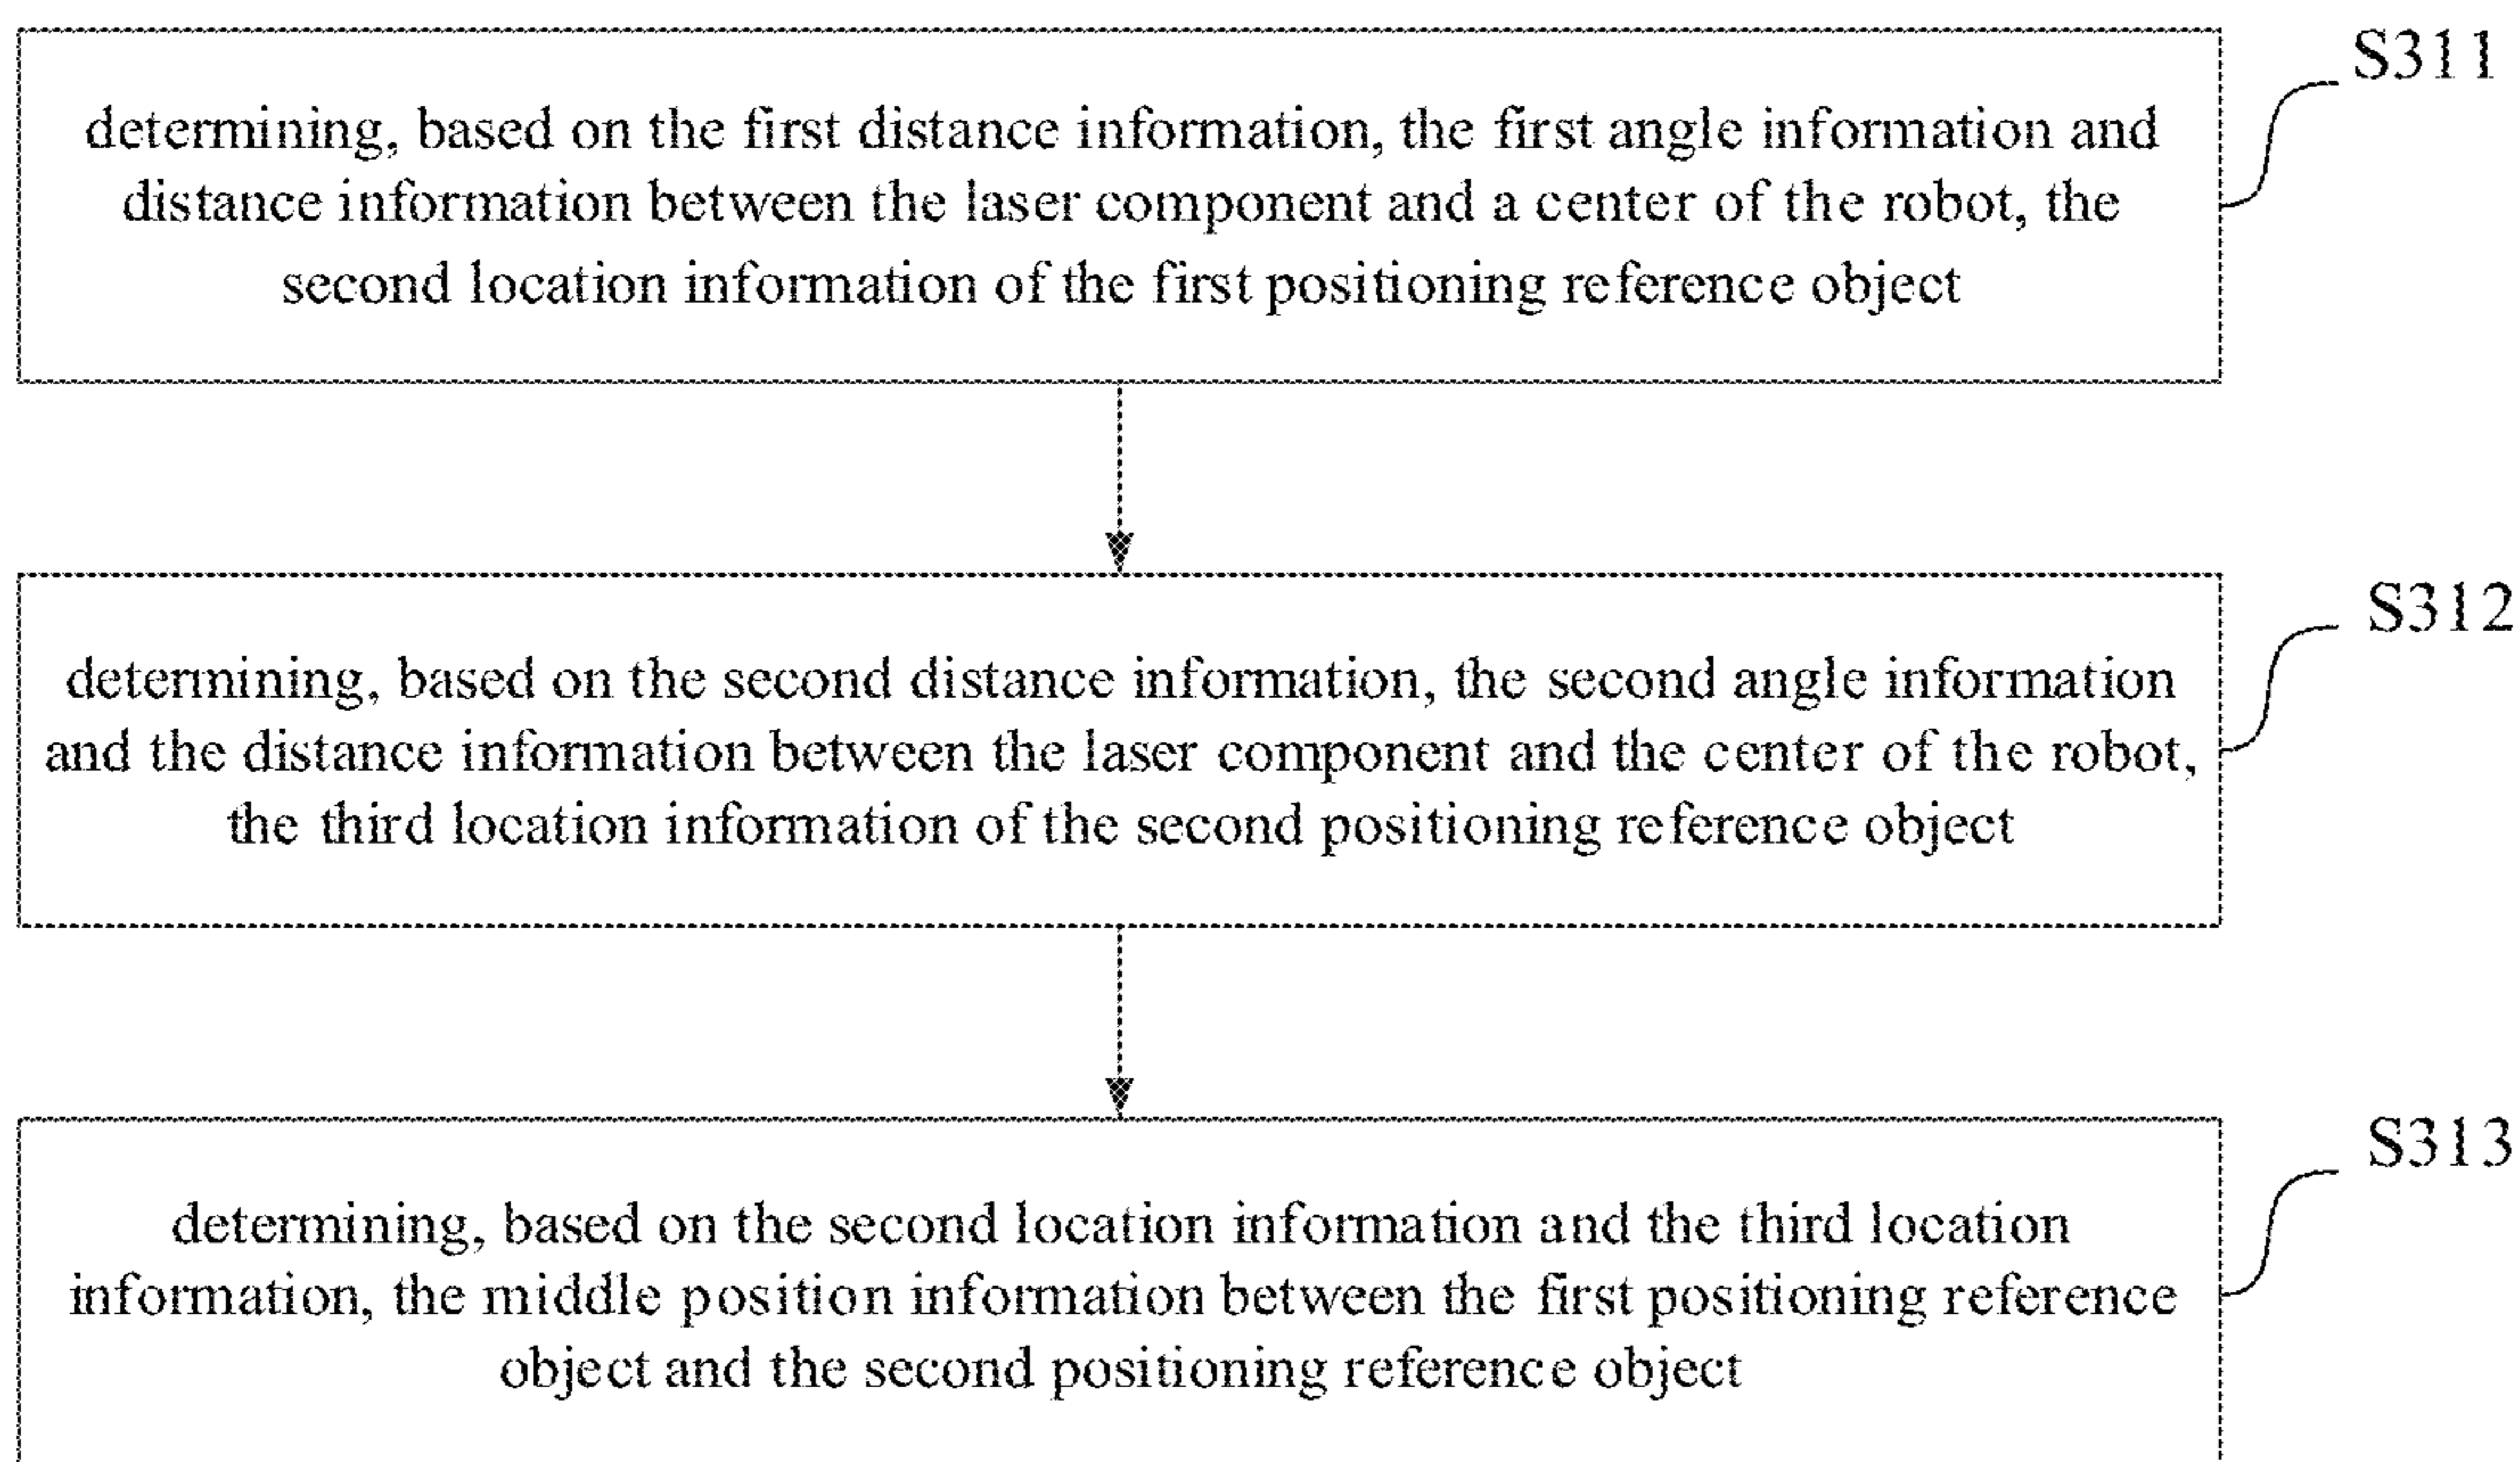 S311
determining, based on the first distance information, the first angle information and
distance information between the laser component and a center of the robot, the
second location information of the first positioning reference object
S312
determining, based on the second distance information, the second angle information
and the distance information between the laser component and the center of the robot,
the third location information of the second positioning reference object
S313
determining, based on the second location information and the third location
information, the middle position information between the first positioning reference
object and the second positioning reference object